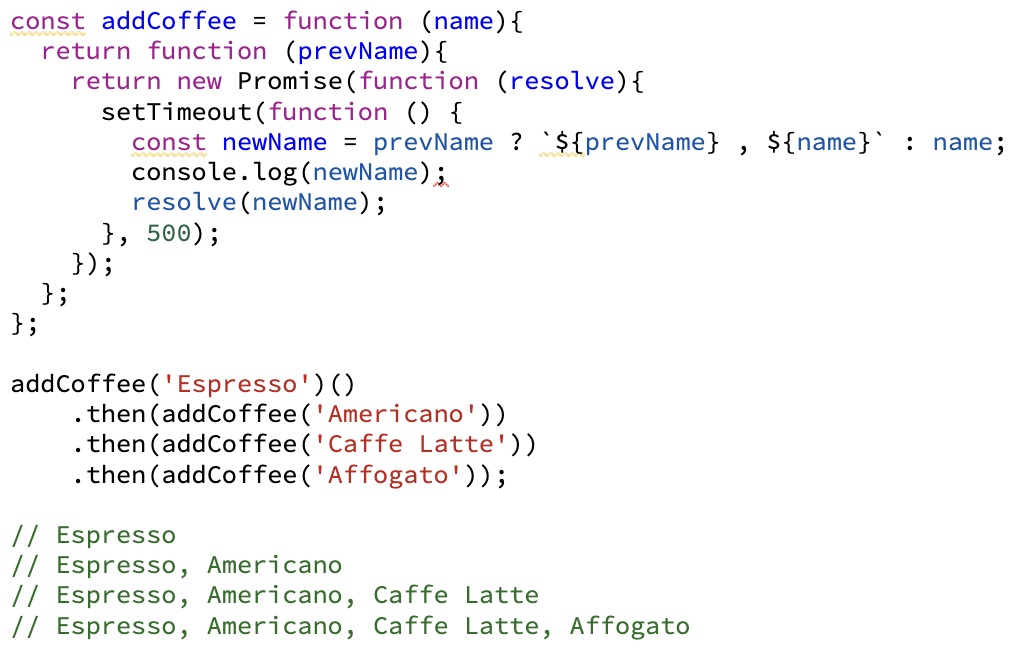 const addCoffee = function (name){
  return function (prevName){
    return new Promise(function (resolve){
      setTimeout(function () {
        const newName = prevName ? `${prevName} , ${name}` : name;
        console.log(newName);
        resolve(newName);
      }, 500);
    });
  };
};

addCoffee('Espresso')()
    .then(addCoffee('Americano'))
    .then(addCoffee('Caffe Latte'))
    .then(addCoffee('Affogato'));

// Espresso
// Espresso, Americano
// Espresso, Americano, Caffe Latte
// Espresso, Americano, Caffe Latte, Affogato